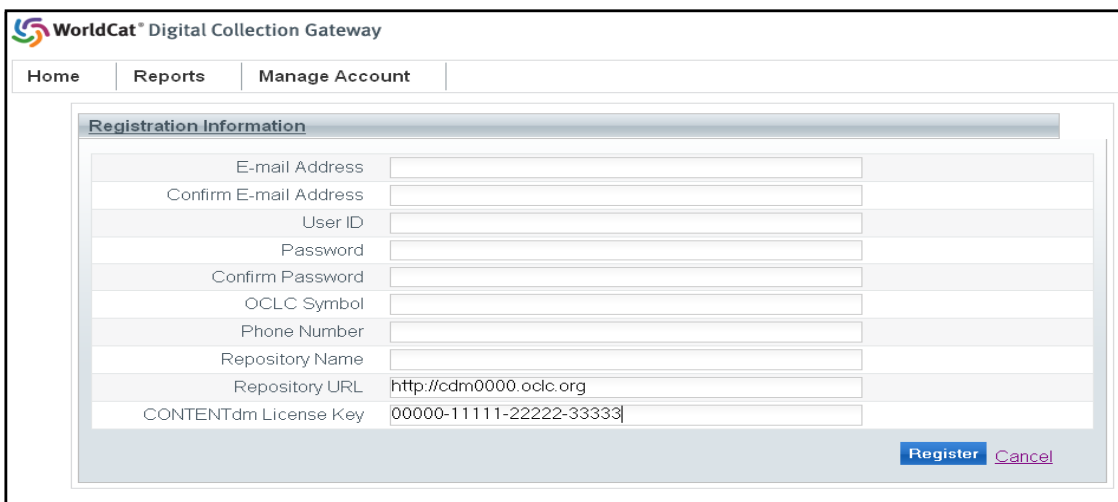 WorldCat® Digital Collection Gateway
Home Reports Manage Account
Registration Information
E-mail Address
Confirm E-mail Address
User ID
Password
Confirm Password
OCLC Symbol
Phone Number
Repository Name
Repository URL http://cdm0000.oclc.org
CONTENTdm License Key 00000-11111-22222-33333
Register Cancel